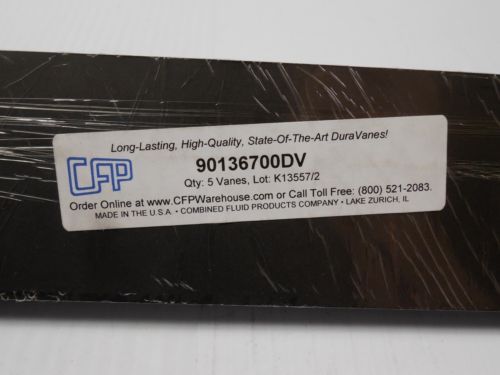 Long-Lasting, High-Quality, State-Of-The-Art DuraVanes!
CFP
90136700DV
Qty: 5 Vanes, Lot: K13557/2
Order Online at www.CFPWarehouse.com or Call Toll Free: (800) 521-2083.
MADE IN THE U.S.A. • COMBINED FLUID PRODUCTS COMPANY • LAKE ZURICH, IL